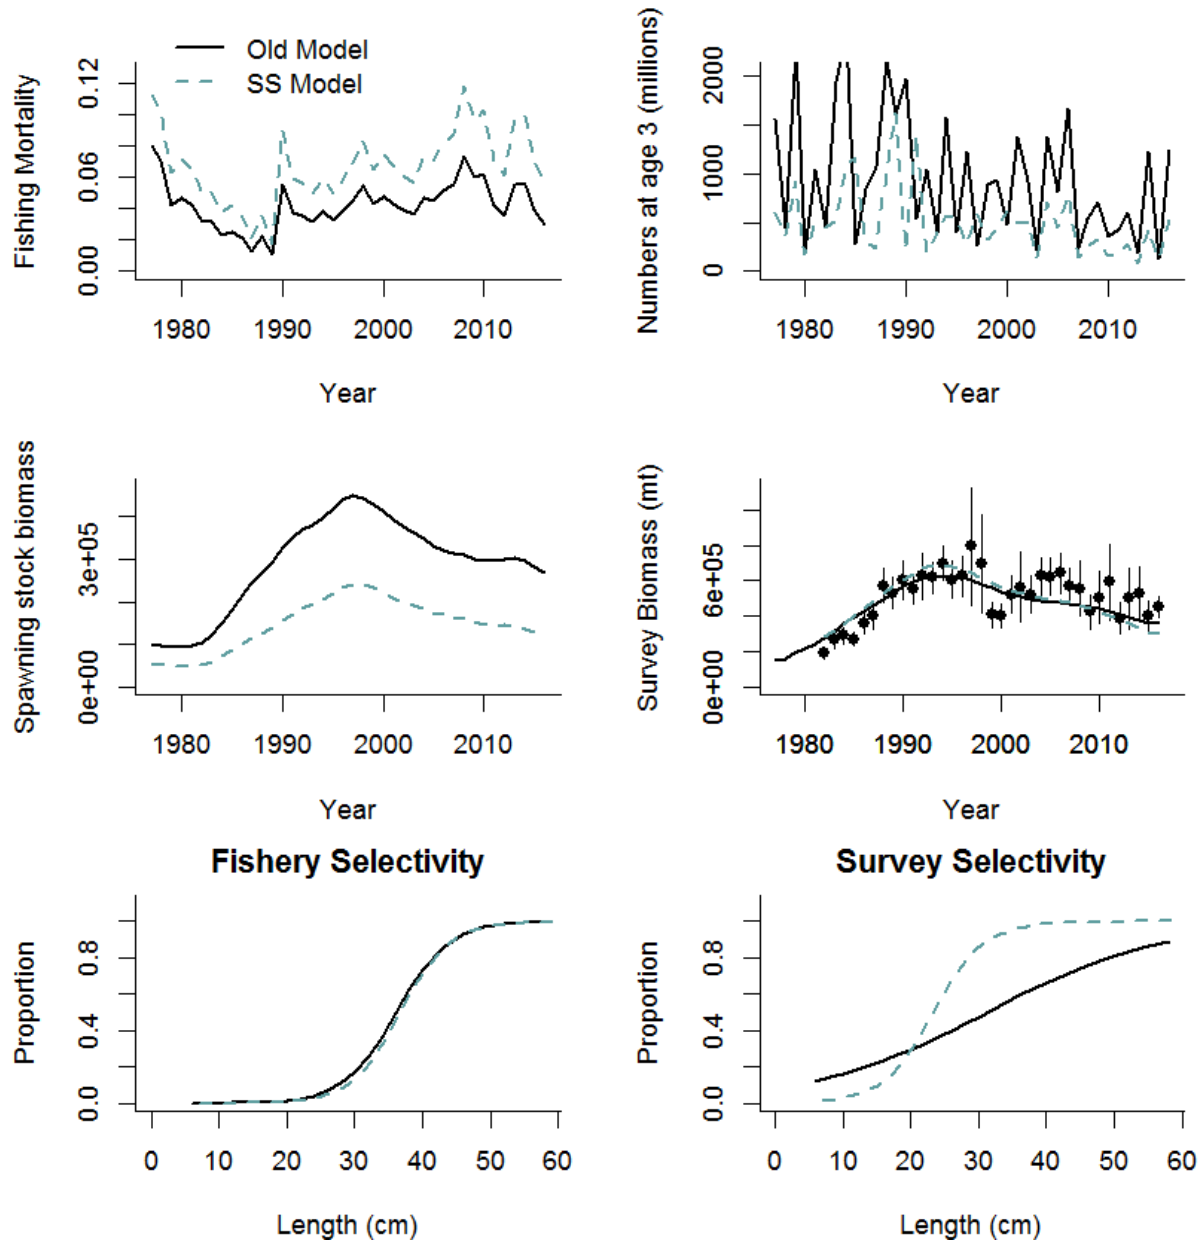 Old Model
SS Model
Fishing Mortality
0.00 0.06 0.12
1980 1990 2000 2010
Year
Numbers at age 3 (millions)
0 1000 2000
1980 1990 2000 2010
Year
Spawning stock biomass
0e+00 3e+05
1980 1990 2000 2010
Year
Survey Biomass (mt)
0e+00 6e+05
1980 1990 2000 2010
Year
Fishery Selectivity
Proportion
0.0 0.4 0.8
0 10 20 30 40 50 60
Length (cm)
Survey Selectivity
Proportion
0.0 0.4 0.8
0 10 20 30 40 50 60
Length (cm)